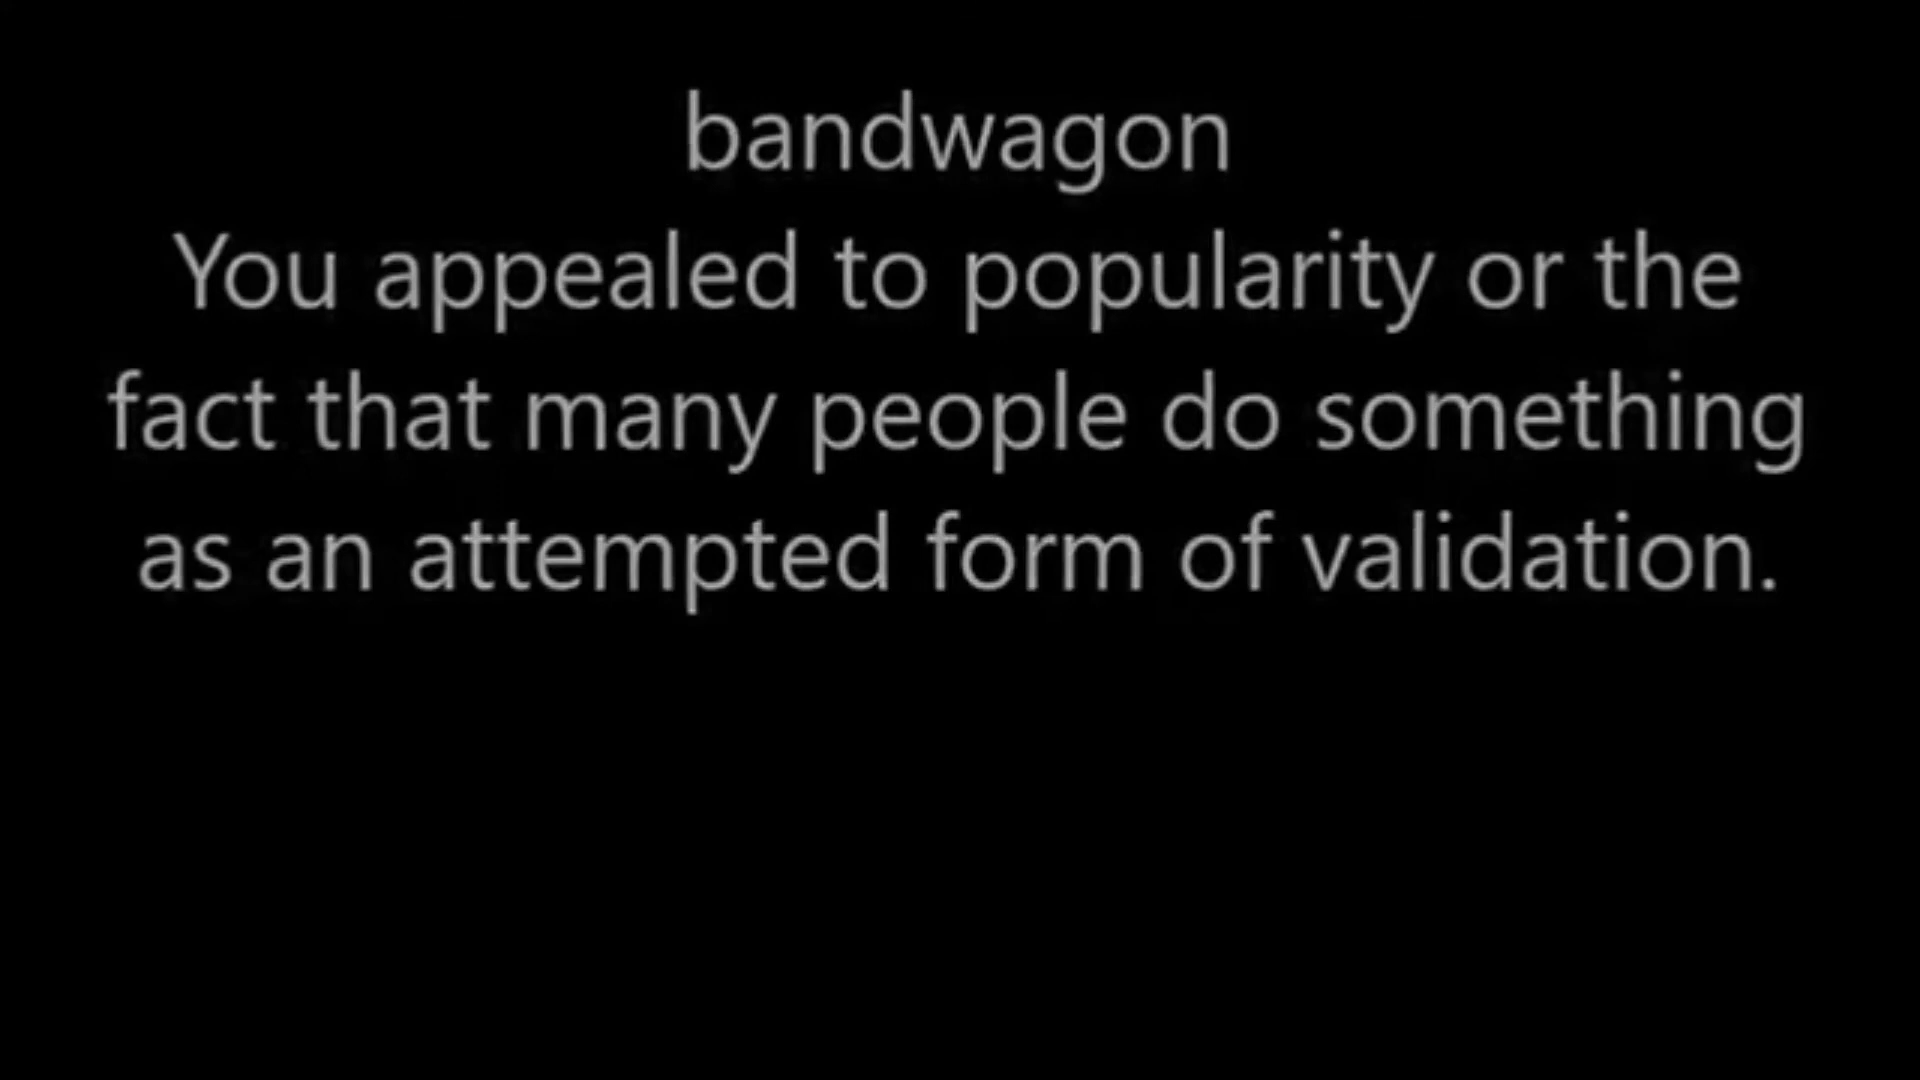 bandwagon
You appealed to popularity or the
fact that many people do something
as an attempted form of validation.